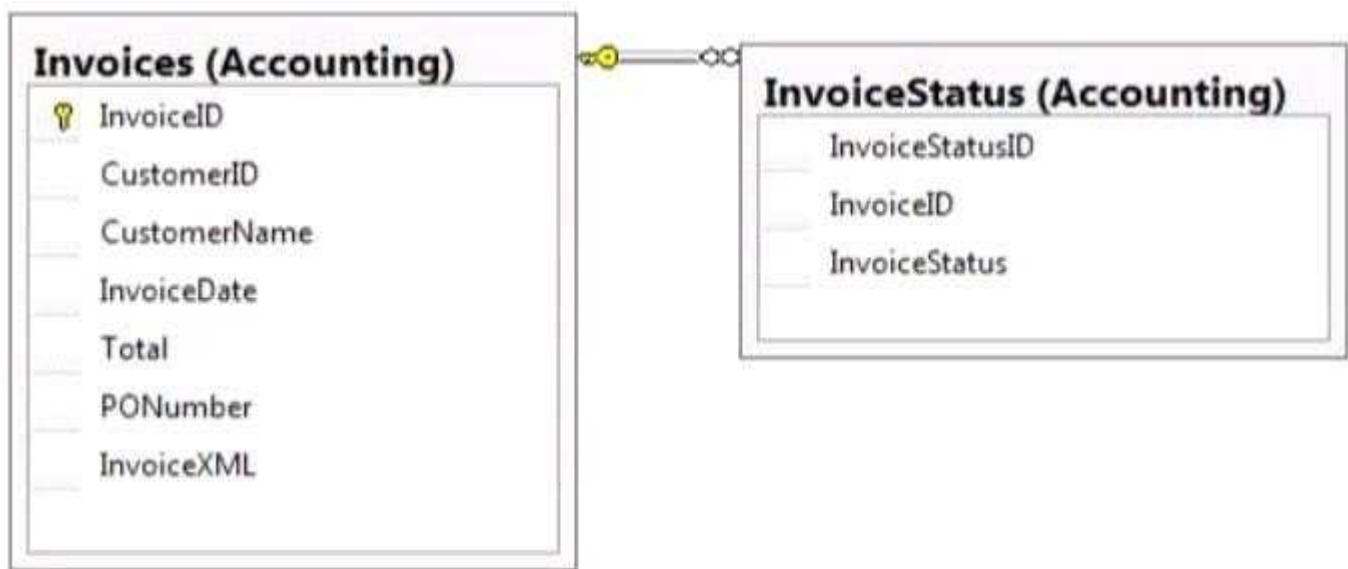 Invoices (Accounting)
InvoiceID
CustomerID
CustomerName
InvoiceDate
Total
PONumber
InvoiceXML
InvoiceStatus (Accounting)
InvoiceStatusID
InvoiceID
InvoiceStatus